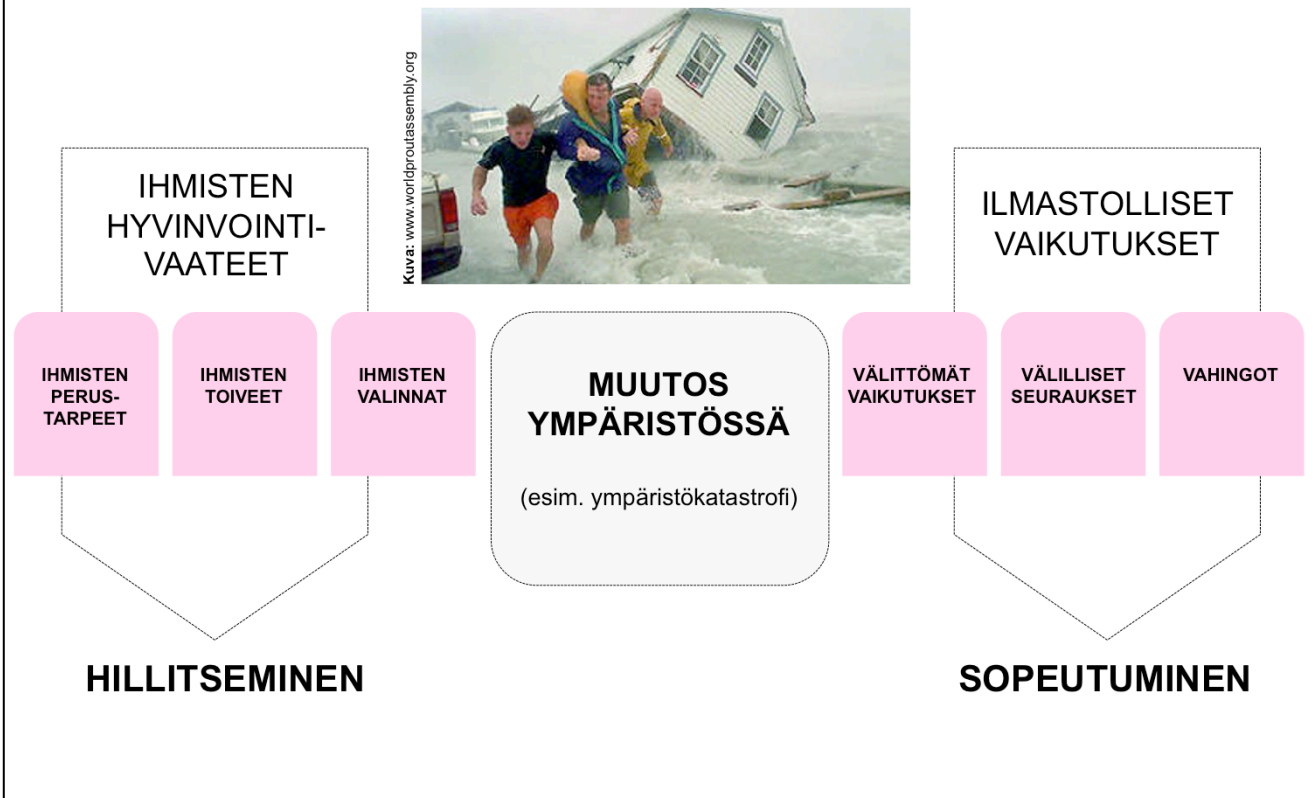 Kuva: www.worldproutassembly.org
IHMISTEN
HYVINVOINTI-
VAATEET
ILMASTOLLISET
VAIKUTUKSET
IHMISTEN
PERUS-
TARPEET
IHMISTEN
TOIVEET
IHMISTEN
VALINNAT
MUUTOS
YMPÄRISTÖSSÄ
(esim. ympäristökatastrofi)
VÄLITTÖMÄT
VAIKUTUKSET
VÄLILLISET
SEURAUKSET
VAHINGOT
HILLITSEMINEN
SOPEUTUMINEN